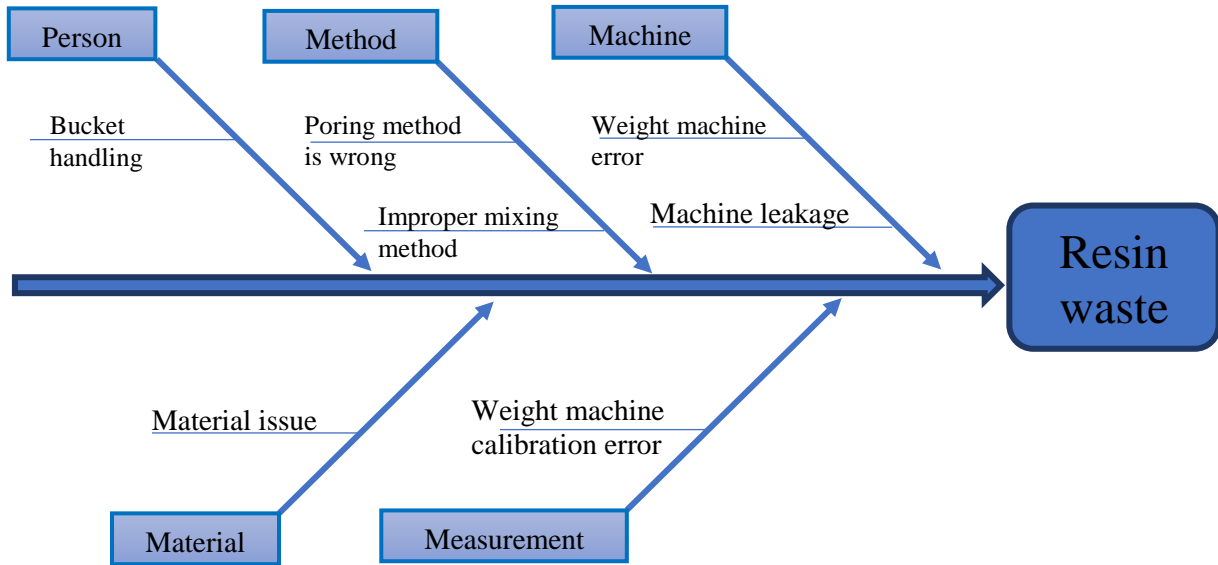 Person
Method
Machine
Bucket
handling
Poring method
is wrong
Weight machine
error
Improper mixing
method
Machine leakage
Resin
waste
Material issue
Weight machine
calibration error
Material
Measurement